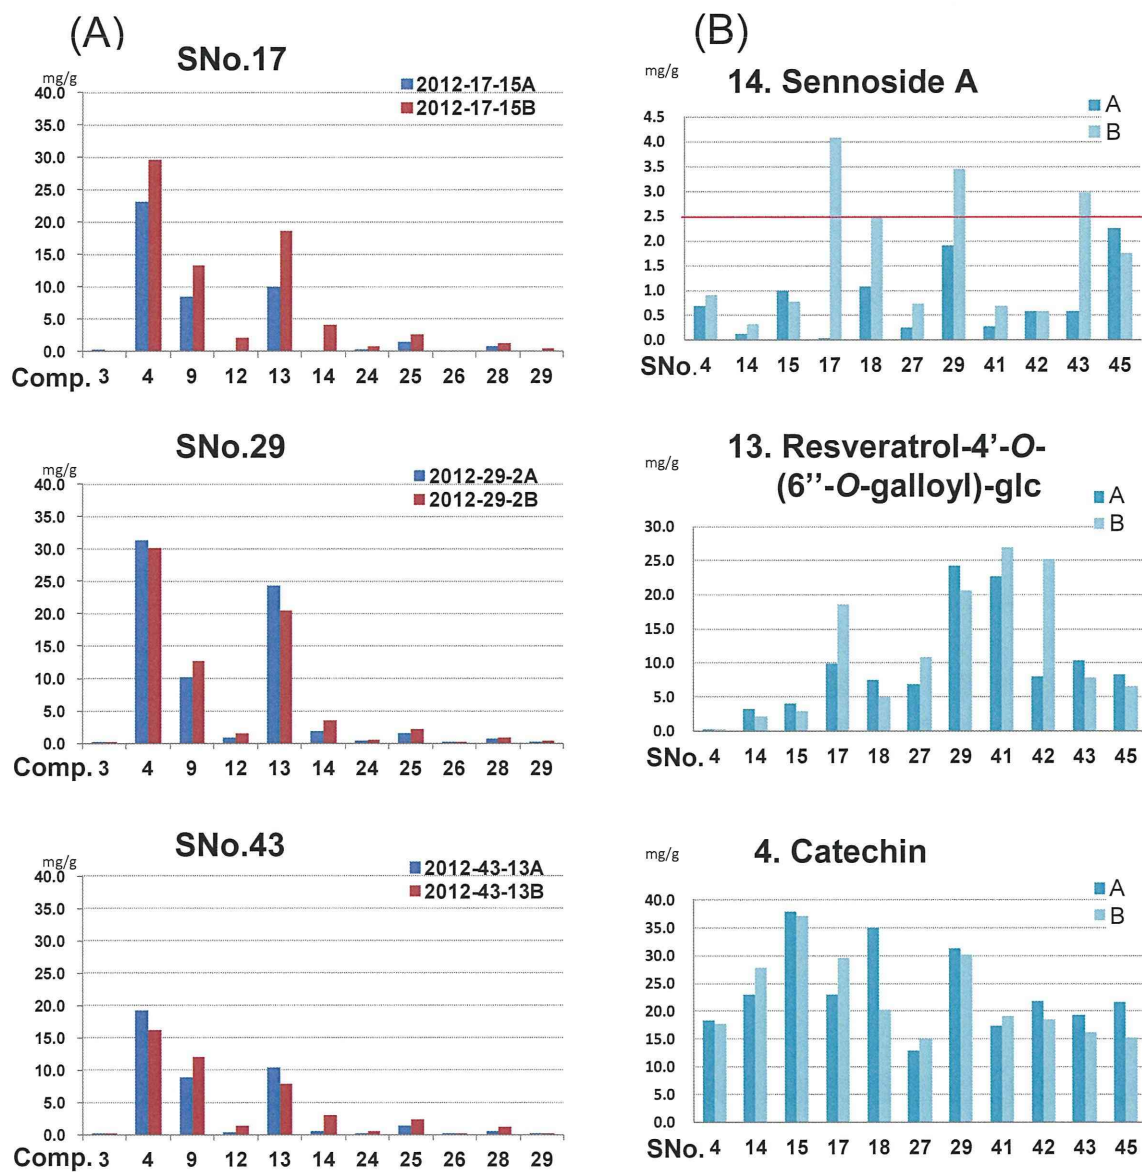 (A)
SNo.17
mg/g
2012-17-15A
2012-17-15B
40.0
35.0
30.0
25.0
20.0
15.0
10.0
5.0
0.0
Comp. 3 4 9 12 13 14 24 25 26 28 29
SNo.29
mg/g
2012-29-2A
2012-29-2B
40.0
35.0
30.0
25.0
20.0
15.0
10.0
5.0
0.0
Comp. 3 4 9 12 13 14 24 25 26 28 29
SNo.43
mg/g
2012-43-13A
2012-43-13B
40.0
35.0
30.0
25.0
20.0
15.0
10.0
5.0
0.0
Comp. 3 4 9 12 13 14 24 25 26 28 29
(B)
mg/g
14. Sennoside A
A
B
4.5
4.0
3.5
3.0
2.5
2.0
1.5
1.0
0.5
0.0
SNo. 4 14 15 17 18 27 29 41 42 43 45
mg/g
13. Resveratrol-4'-O-
(6''-O-galloyl)-glc
A
B
30.0
25.0
20.0
15.0
10.0
5.0
0.0
SNo. 4 14 15 17 18 27 29 41 42 43 45
mg/g
4. Catechin
A
B
40.0
35.0
30.0
25.0
20.0
15.0
10.0
5.0
0.0
SNo. 4 14 15 17 18 27 29 41 42 43 45